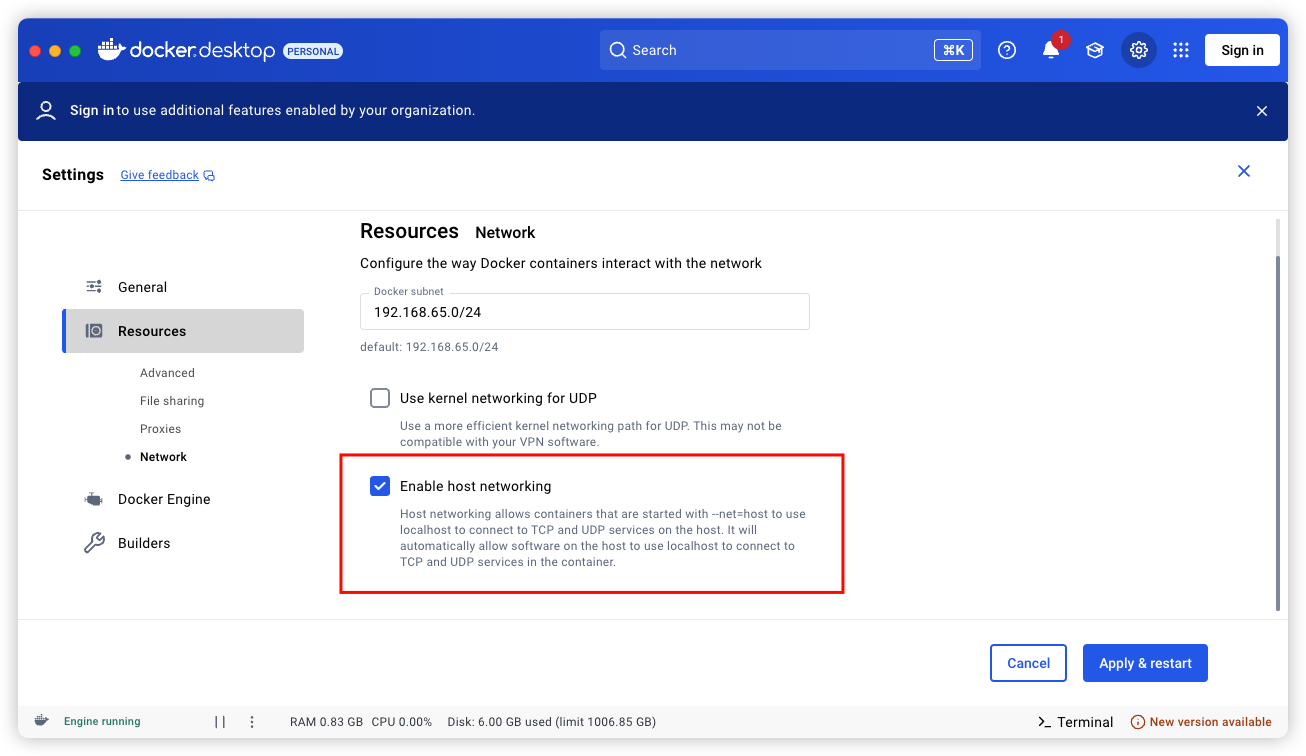 docker.desktop PERSONAL
Search
⌘K
1
Sign in
Sign in to use additional features enabled by your organization.
Settings
Give feedback
Resources Network
Configure the way Docker containers interact with the network
General
Docker subnet
192.168.65.0/24
Resources
default: 192.168.65.0/24
Advanced
File sharing
Proxies
Network
Docker Engine
Builders
Use kernel networking for UDP
Use a more efficient kernel networking path for UDP. This may not be
compatible with your VPN software.
Enable host networking
Host networking allows containers that are started with --net=host to use
localhost to connect to TCP and UDP services on the host. It will
automatically allow software on the host to use localhost to connect to
TCP and UDP services in the container.
Cancel
Apply & restart
Engine running
RAM 0.83 GB CPU 0.00% Disk: 6.00 GB used (limit 1006.85 GB)
Terminal
New version available